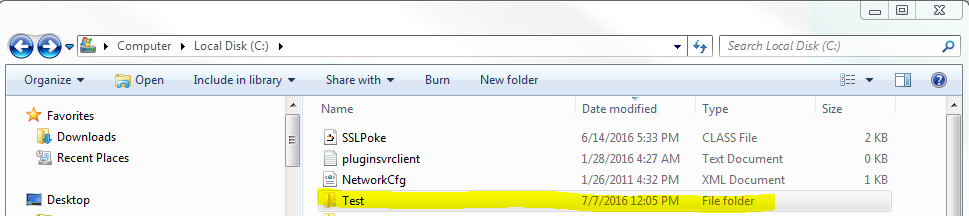 Computer ▸ Local Disk (C:) ▸ Search Local Disk (C:)
Organize Open Include in library Share with Burn New folder
Favorites
Downloads
Recent Places
Desktop
Name Date modified Type Size
SSLPoke 6/14/2016 5:33 PM CLASS File 2 KB
pluginsvrclient 1/28/2016 4:27 AM Text Document 0 KB
NetworkCfg 1/26/2011 4:32 PM XML Document 1 KB
Test 7/7/2016 12:05 PM File folder